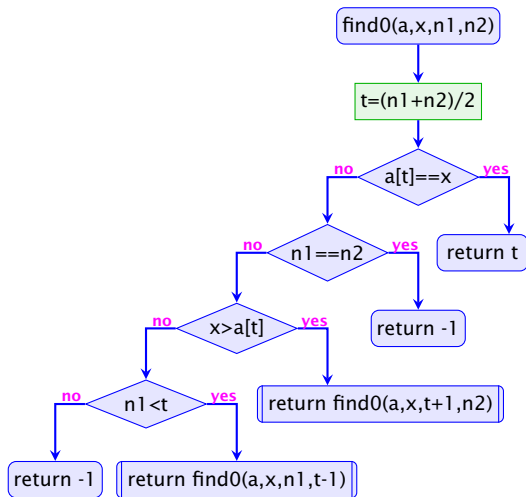 find0(a,x,n1,n2)
t=(n1+n2)/2
a[t]==x
no
yes
return t
n1==n2
no
yes
return -1
x>a[t]
no
yes
return find0(a,x,t+1,n2)
n1<t
no
yes
return -1
return find0(a,x,n1,t-1)